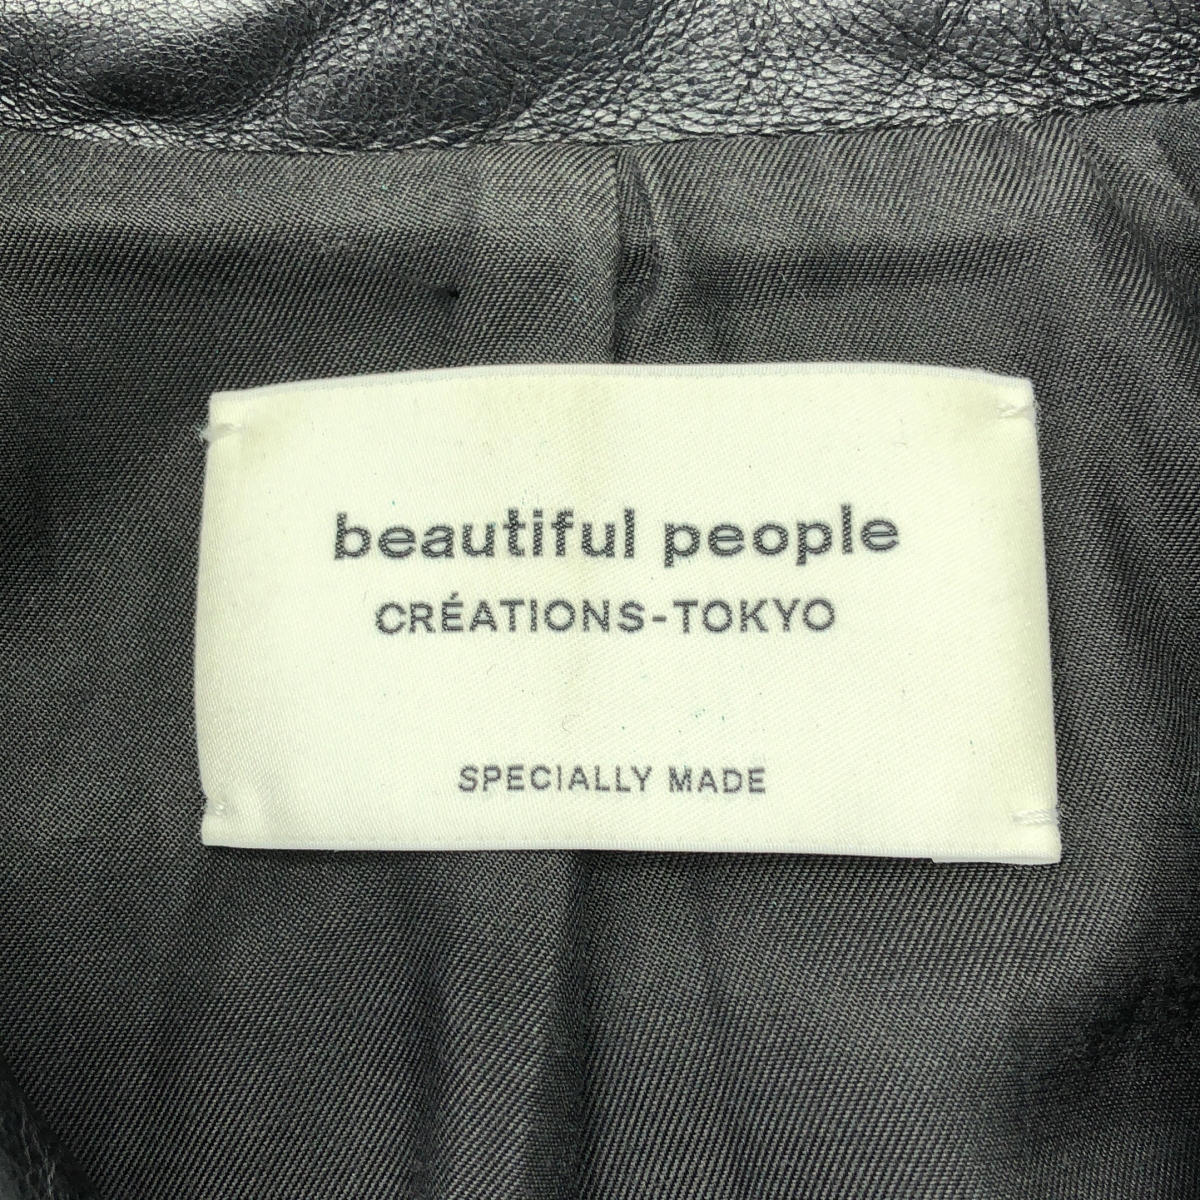 beautiful people
CRÉATIONS-TOKYO
SPECIALLY MADE